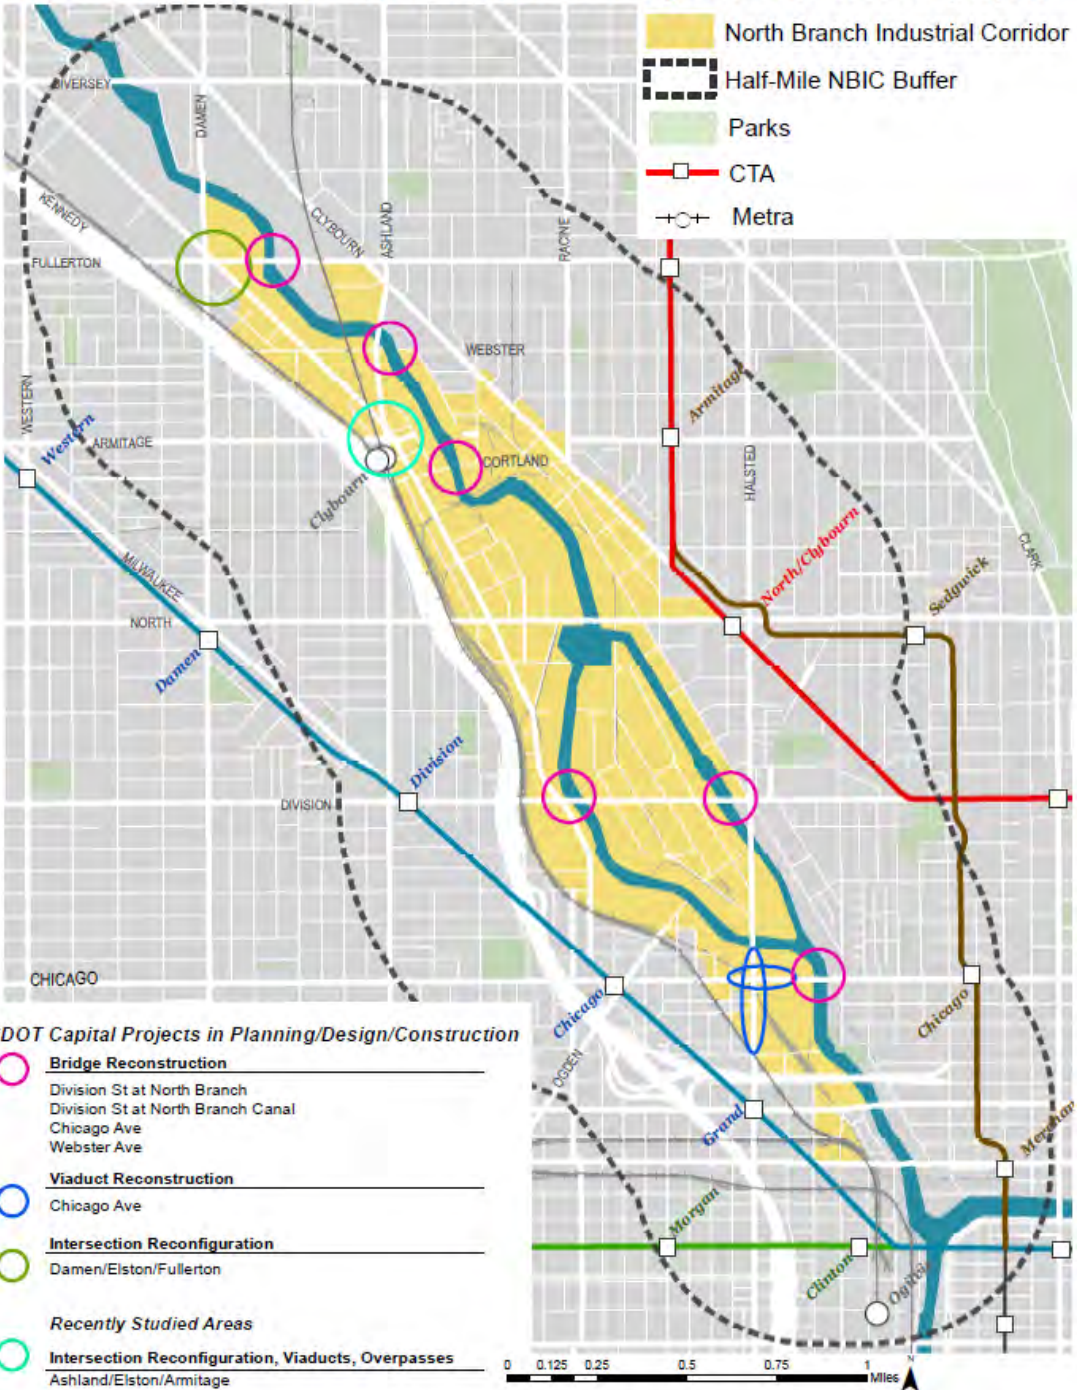 North Branch Industrial Corridor
Half-Mile NBIC Buffer
Parks
CTA
Metra
DIVERSEY
DAMEN
KENNEDY
FULLERTON
CLYBOURN
ASHLAND
RACINE
WEBSTER
WESTERN
Western
ARMITAGE
Armitage
CORTLAND
HALSTED
Clybourn
North/Clybourn
CLARK
MILWAUKEE
Sedgwick
NORTH
Damen
Division
DIVISION
CHICAGO
Chicago
Chicago
OGDEN
Grand
Morgan
Clinton
Ogilvie
DOT Capital Projects in Planning/Design/Construction
Bridge Reconstruction
Division St at North Branch
Division St at North Branch Canal
Chicago Ave
Webster Ave
Viaduct Reconstruction
Chicago Ave
Intersection Reconfiguration
Damen/Elston/Fullerton
Recently Studied Areas
Intersection Reconfiguration, Viaducts, Overpasses
Ashland/Elston/Armitage
0 0.125 0.25 0.5 0.75 1
Miles
N